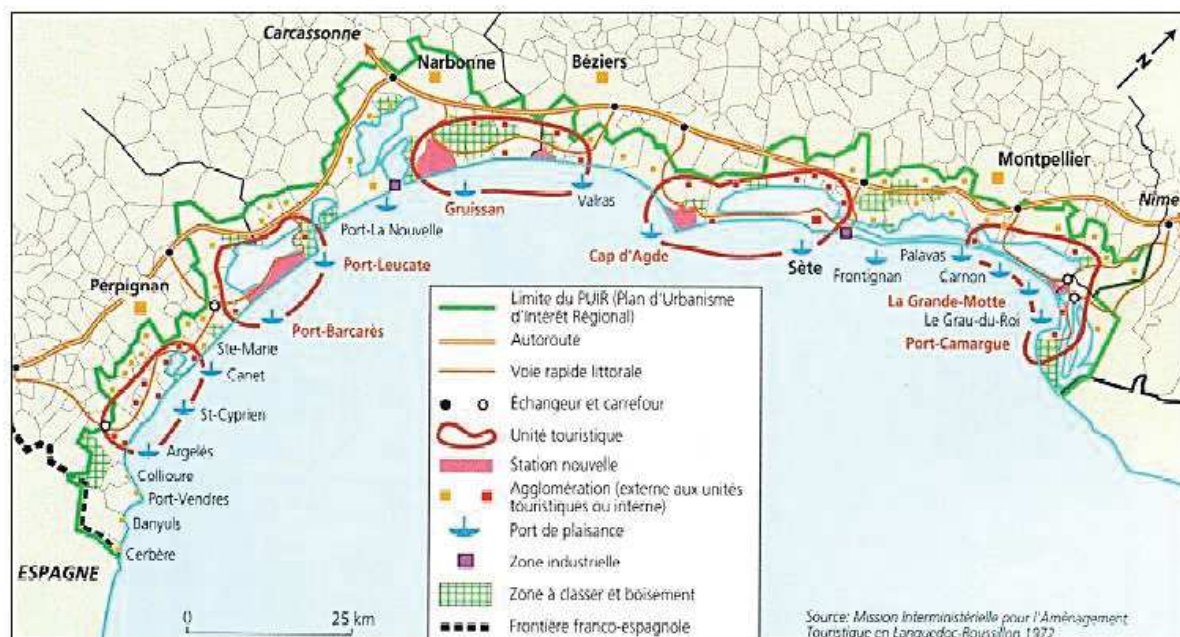 Carcassonne
Narbonne
Béziers
N
Montpellier
Nîmes
Gruissan
Valras
Port-La Nouvelle
Cap d'Agde
Sète
Frontignan
Palavas
Carnon
La Grande-Motte
Le Grau-du-Roi
Port-Camargue
Port-Leucate
Perpignan
Port-Barcarès
Ste-Marie
Canet
St-Cyprien
Argelès
Collioure
Port-Vendres
Banyuls
Cerbère
ESPAGNE
0 25 km
Limite du PUIR (Plan d'Urbanisme
d'Intérêt Régional)
Autoroute
Voie rapide littorale
Échangeur et carrefour
Unité touristique
Station nouvelle
Agglomération (externe aux unités
touristiques ou interne)
Port de plaisance
Zone industrielle
Zone à classer et boisement
Frontière franco-espagnole
Source: Mission Interministérielle pour l'Aménagement
Touristique en Languedoc-Roussillon 1972